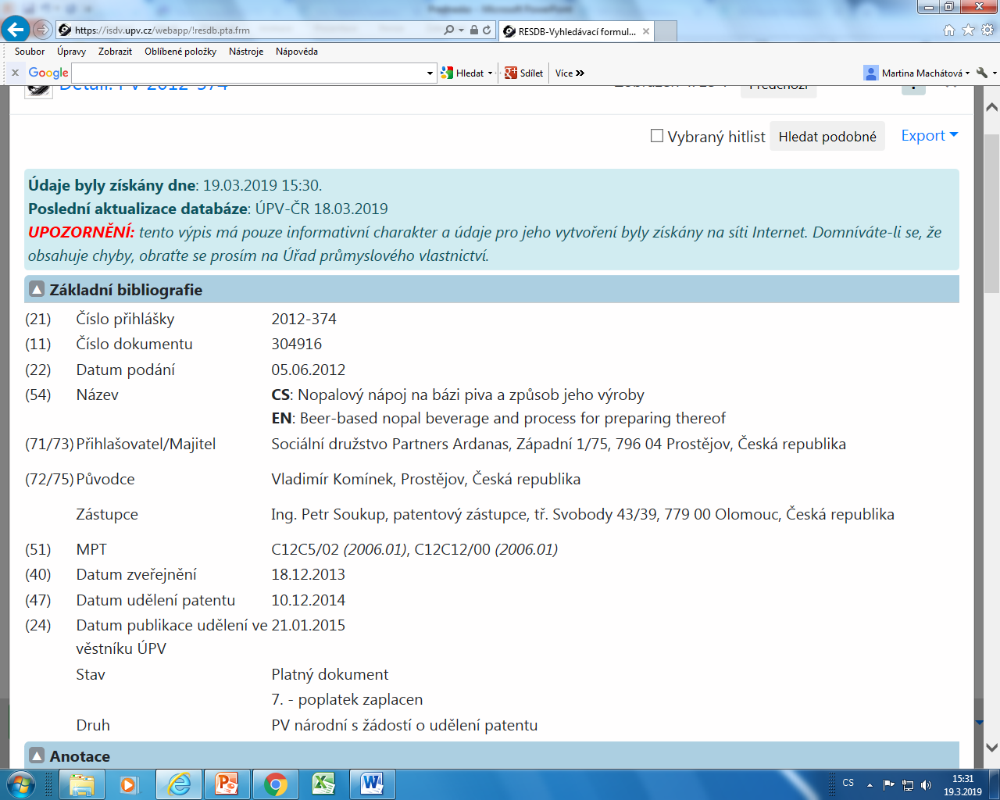 https://isdv.upv.cz/webapp/!resdb.pta.frm
RESDB-Vyhledávací formul...
Soubor Úpravy Zobrazit Oblíbené položky Nástroje Nápověda
x Google Hledat Sdílet Více »
Martina Machátová
Detail: PV 2012-374
Předchozí
Vybraný hitlist Hledat podobné Export
Údaje byly získány dne: 19.03.2019 15:30.
Poslední aktualizace databáze: ÚPV-ČR 18.03.2019
UPOZORNĚNÍ: tento výpis má pouze informativní charakter a údaje pro jeho vytvoření byly získány na síti Internet. Domníváte-li se, že
obsahuje chyby, obraťte se prosím na Úřad průmyslového vlastnictví.
Základní bibliografie
(21) Číslo přihlášky 2012-374
(11) Číslo dokumentu 304916
(22) Datum podání 05.06.2012
(54) Název CS: Nopalový nápoj na bázi piva a způsob jeho výroby
EN: Beer-based nopal beverage and process for preparing thereof
(71/73) Přihlašovatel/Majitel Sociální družstvo Partners Ardanas, Západní 1/75, 796 04 Prostějov, Česká republika
(72/75) Původce Vladimír Komínek, Prostějov, Česká republika
Zástupce Ing. Petr Soukup, patentový zástupce, tř. Svobody 43/39, 779 00 Olomouc, Česká republika
(51) MPT C12C5/02 (2006.01), C12C12/00 (2006.01)
(40) Datum zveřejnění 18.12.2013
(47) Datum udělení patentu 10.12.2014
(24) Datum publikace udělení ve 21.01.2015
věstníku ÚPV
Stav Platný dokument
7. - poplatek zaplacen
Druh PV národní s žádostí o udělení patentu
Anotace
CS 15:31
19.3.2019